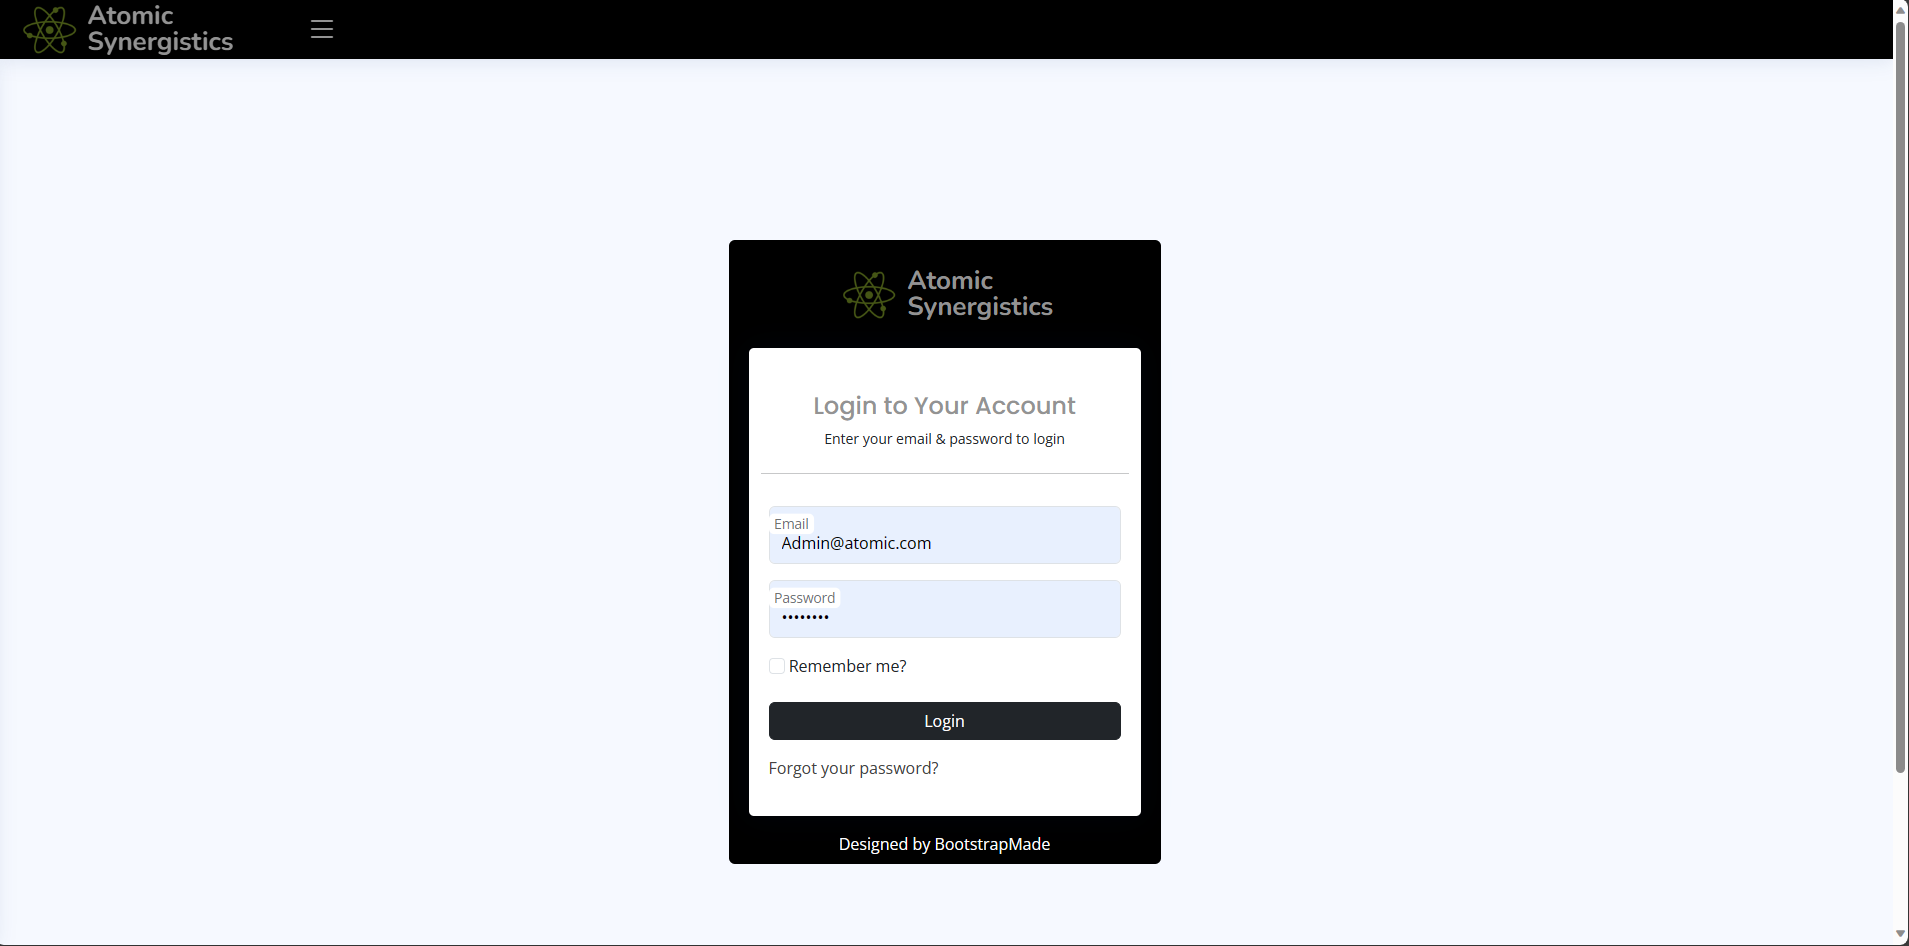 Atomic
Synergistics
Atomic
Synergistics
Login to Your Account
Enter your email & password to login
Email
Admin@atomic.com
Password
••••••••
Remember me?
Login
Forgot your password?
Designed by BootstrapMade